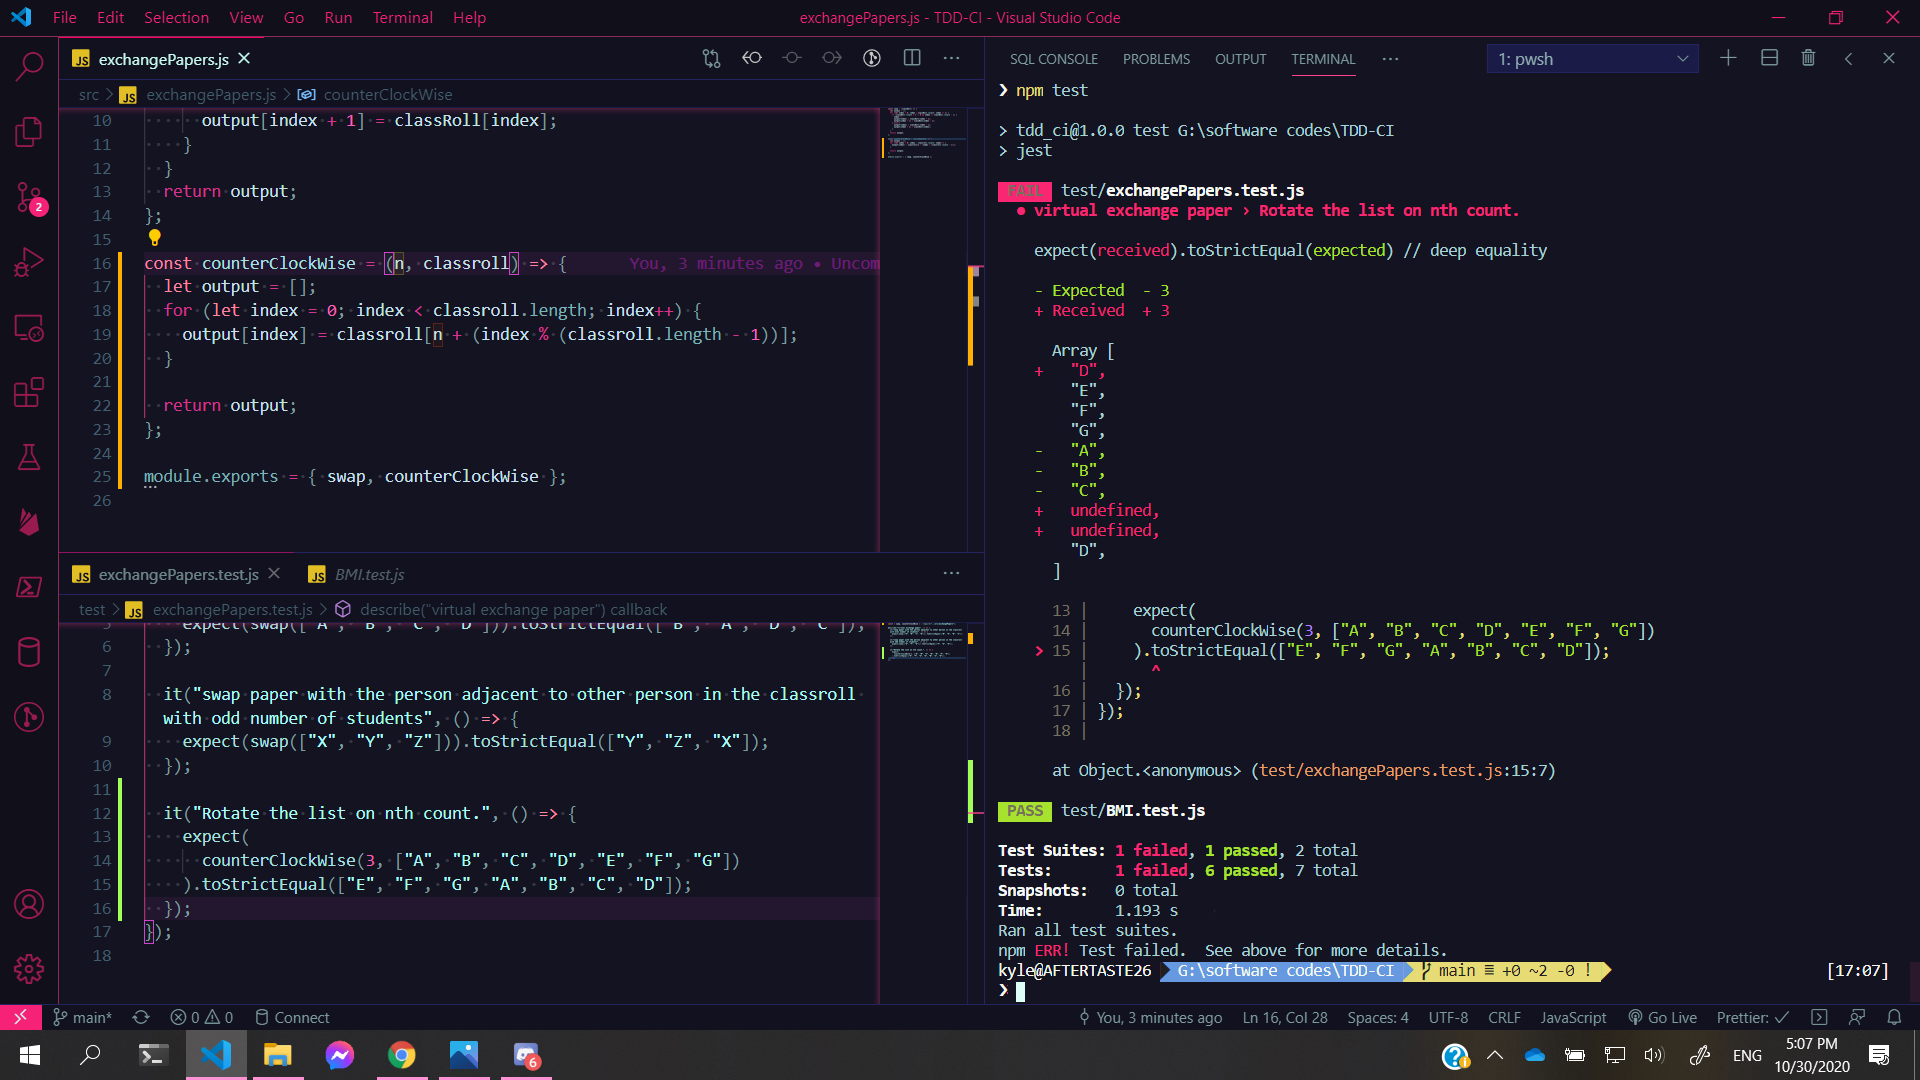 File Edit Selection View Go Run Terminal Help
exchangePapers.js - TDD-CI - Visual Studio Code
JS exchangePapers.js
src > JS exchangePapers.js > counterClockWise
10 output[index + 1] = classRoll[index];
11 }
12 }
13 return output;
14 };
15
16 const counterClockWise = (n, classroll) => { You, 3 minutes ago • Uncom
17 let output = [];
18 for (let index = 0; index < classroll.length; index++) {
19 output[index] = classroll[n + (index % (classroll.length - 1))];
20 }
21
22 return output;
23 };
24
25 module.exports = { swap, counterClockWise };
26
JS exchangePapers.test.js JS BMI.test.js
test > JS exchangePapers.test.js > describe("virtual exchange paper") callback
5 expect(swap(["A", "B", "C", "D"])).toStrictEqual(["B", "A", "D", "C"]);
6 });
7
8 it("swap paper with the person adjacent to other person in the classroll
with odd number of students", () => {
9 expect(swap(["X", "Y", "Z"])).toStrictEqual(["Y", "Z", "X"]);
10 });
11
12 it("Rotate the list on nth count.", () => {
13 expect(
14 counterClockWise(3, ["A", "B", "C", "D", "E", "F", "G"])
15 ).toStrictEqual(["E", "F", "G", "A", "B", "C", "D"]);
16 });
17 });
18
SQL CONSOLE PROBLEMS OUTPUT TERMINAL ··· 1: pwsh
❯ npm test
> tdd_ci@1.0.0 test G:\software codes\TDD-CI
> jest
FAIL test/exchangePapers.test.js
● virtual exchange paper › Rotate the list on nth count.
expect(received).toStrictEqual(expected) // deep equality
- Expected - 3
+ Received + 3
Array [
+ "D",
"E",
"F",
"G",
- "A",
- "B",
- "C",
+ undefined,
+ undefined,
"D",
]
13 | expect(
14 | counterClockWise(3, ["A", "B", "C", "D", "E", "F", "G"])
> 15 | ).toStrictEqual(["E", "F", "G", "A", "B", "C", "D"]);
| ^
16 | });
17 | });
18 |
at Object.<anonymous> (test/exchangePapers.test.js:15:7)
PASS test/BMI.test.js
Test Suites: 1 failed, 1 passed, 2 total
Tests: 1 failed, 6 passed, 7 total
Snapshots: 0 total
Time: 1.193 s
Ran all test suites.
npm ERR! Test failed. See above for more details.
kyle@AFTERTASTE26 G:\software codes\TDD-CI main ≡ +0 ~2 -0 ! [17:07]
❯
2
main* 0 0 Connect
You, 3 minutes ago Ln 16, Col 28 Spaces: 4 UTF-8 CRLF JavaScript Go Live Prettier: ✓
6
ENG
5:07 PM
10/30/2020